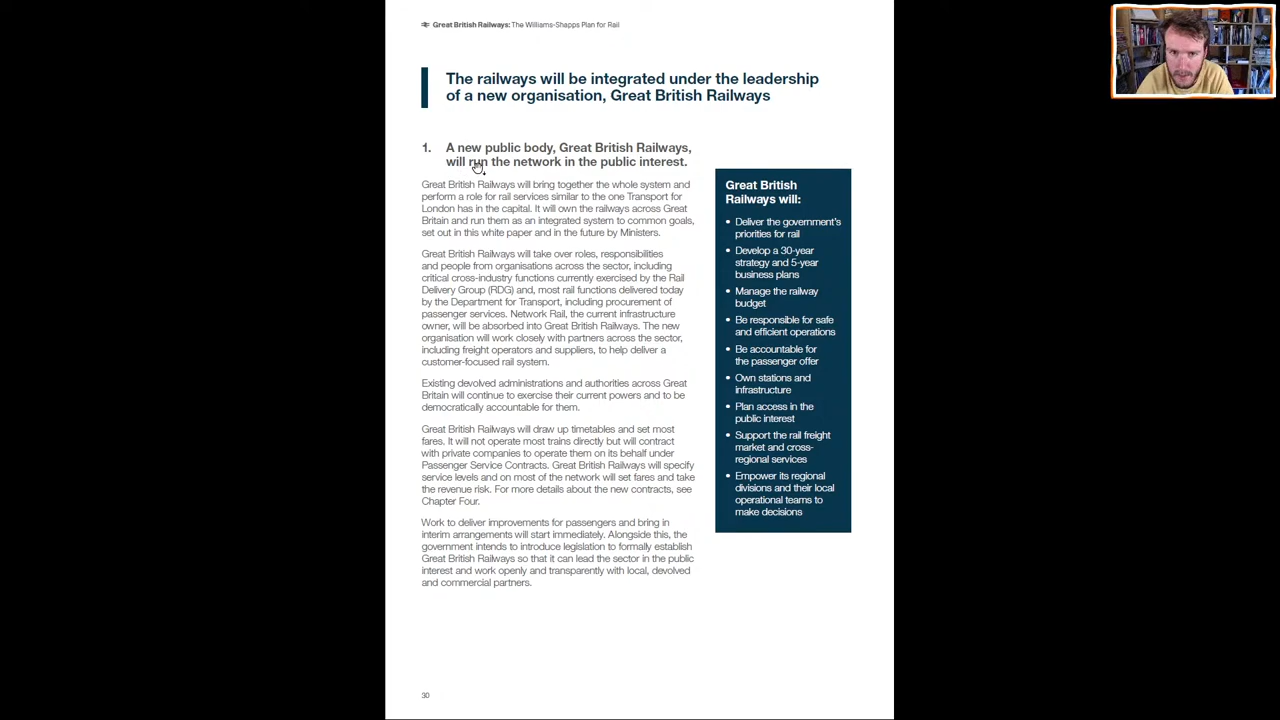 Great British Railways: The Williams-Shapps Plan for Rail
The railways will be integrated under the leadership
of a new organisation, Great British Railways
1. A new public body, Great British Railways,
will run the network in the public interest.
Great British Railways will bring together the whole system and
perform a role for rail services similar to the one Transport for
London has in the capital. It will own the railways across Great
Britain and run them as an integrated system to common goals,
set out in this white paper and in the future by Ministers.
Great British Railways will take over roles, responsibilities
and people from organisations across the sector, including
critical cross-industry functions currently exercised by the Rail
Delivery Group (RDG) and, most rail functions delivered today
by the Department for Transport, including procurement of
passenger services. Network Rail, the current infrastructure
owner, will be absorbed into Great British Railways. The new
organisation will work closely with partners across the sector,
including freight operators and suppliers, to help deliver a
customer-focused rail system.
Existing devolved administrations and authorities across Great
Britain will continue to exercise their current powers and to be
democratically accountable for them.
Great British Railways will draw up timetables and set most
fares. It will not operate most trains directly but will contract
with private companies to operate them on its behalf under
Passenger Service Contracts. Great British Railways will specify
service levels and on most of the network will set fares and take
the revenue risk. For more details about the new contracts, see
Chapter Four.
Work to deliver improvements for passengers and bring in
interim arrangements will start immediately. Alongside this, the
government intends to introduce legislation to formally establish
Great British Railways so that it can lead the sector in the public
interest and work openly and transparently with local, devolved
and commercial partners.
Great British
Railways will:
• Deliver the government's
priorities for rail
• Develop a 30-year
strategy and 5-year
business plans
• Manage the railway
budget
• Be responsible for safe
and efficient operations
• Be accountable for
the passenger offer
• Own stations and
infrastructure
• Plan access in the
public interest
• Support the rail freight
market and cross-
regional services
• Empower its regional
divisions and their local
operational teams to
make decisions
30